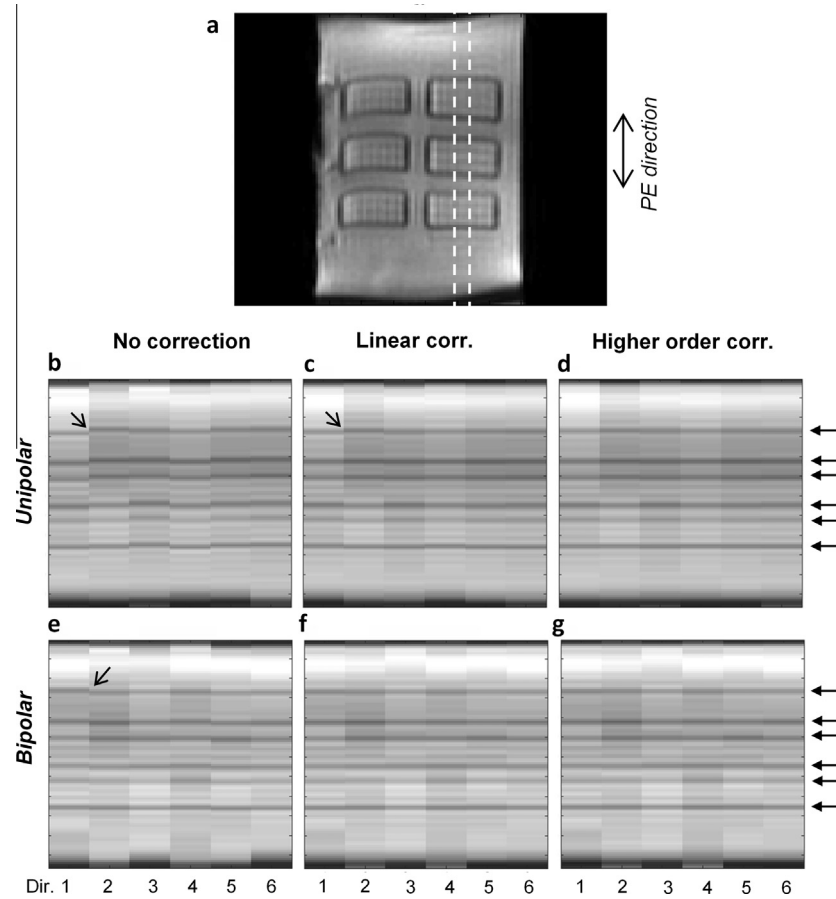 a
PE direction
No correction
Linear corr.
Higher order corr.
b
c
d
Unipolar
e
f
g
Bipolar
Dir. 1 2 3 4 5 6
1 2 3 4 5 6
1 2 3 4 5 6